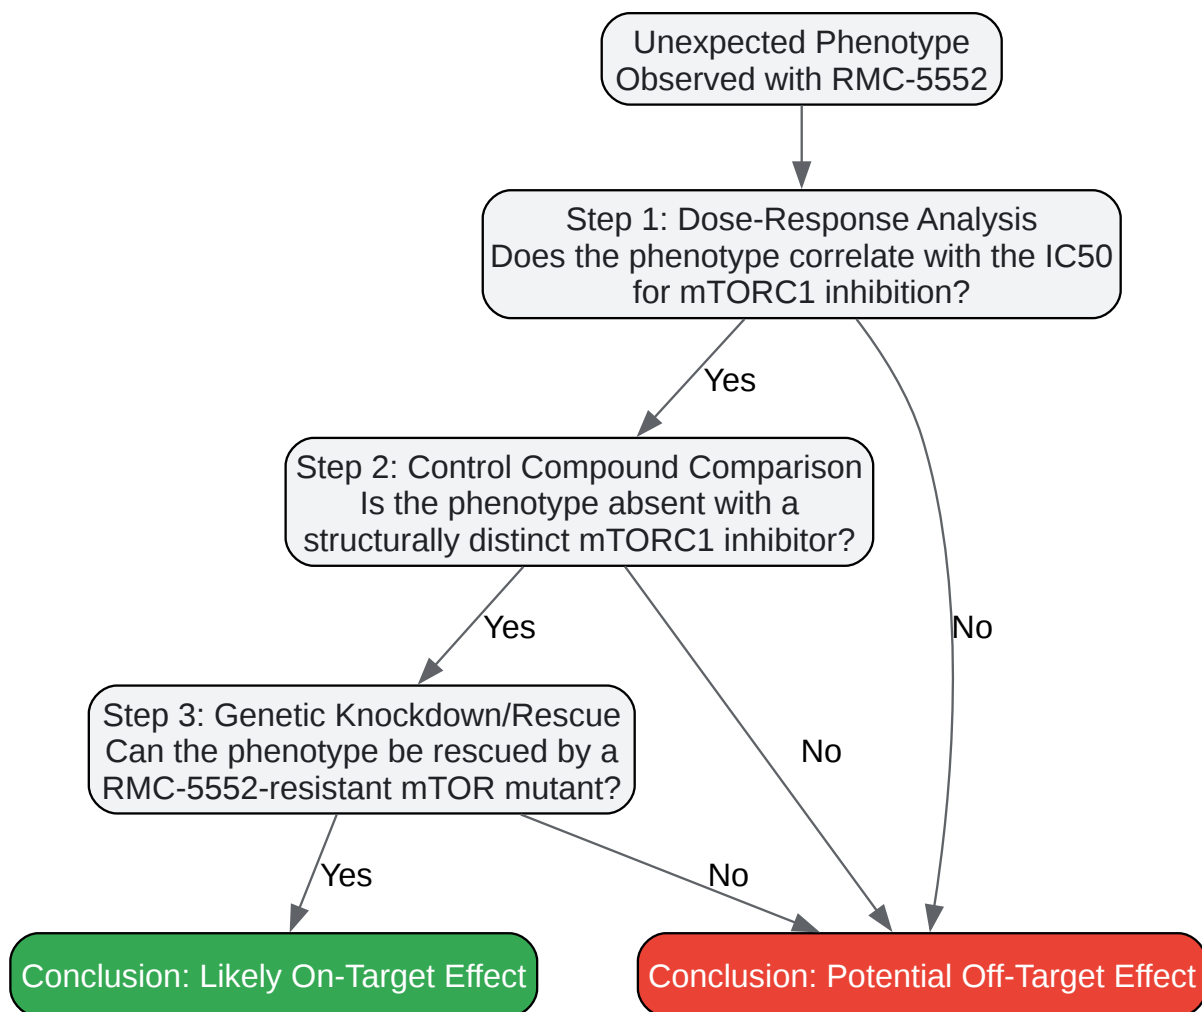 Unexpected Phenotype
Observed with RMC-5552
Step 1: Dose-Response Analysis
Does the phenotype correlate with the IC50
for mTORC1 inhibition?
Yes
Step 2: Control Compound Comparison
Is the phenotype absent with a
structurally distinct mTORC1 inhibitor?
Yes
No
Step 3: Genetic Knockdown/Rescue
Can the phenotype be rescued by a
RMC-5552-resistant mTOR mutant?
No
Yes
No
Conclusion: Likely On-Target Effect
Conclusion: Potential Off-Target Effect